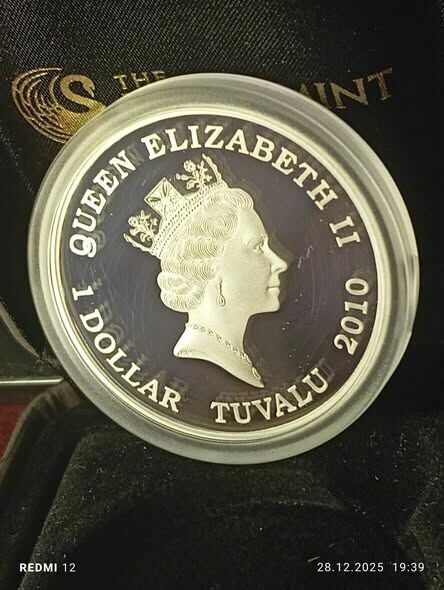 THE MINT
QUEEN ELIZABETH II
1 DOLLAR TUVALU 2010
REDMI 12
28.12.2025 19:39